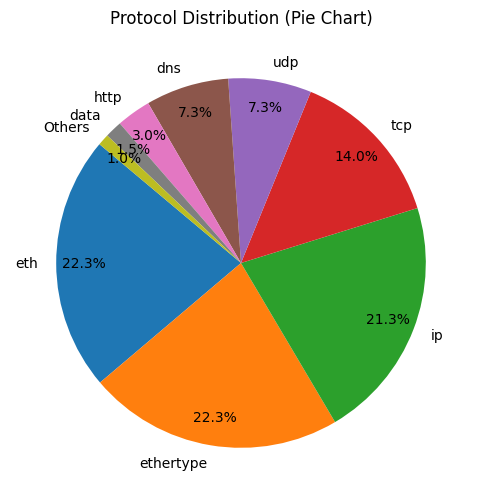 Protocol Distribution (Pie Chart)
udp
dns
7.3%
7.3%
http
data
Others
3.0%
1.5%
1.0%
tcp
14.0%
eth
22.3%
21.3%
ip
22.3%
ethertype